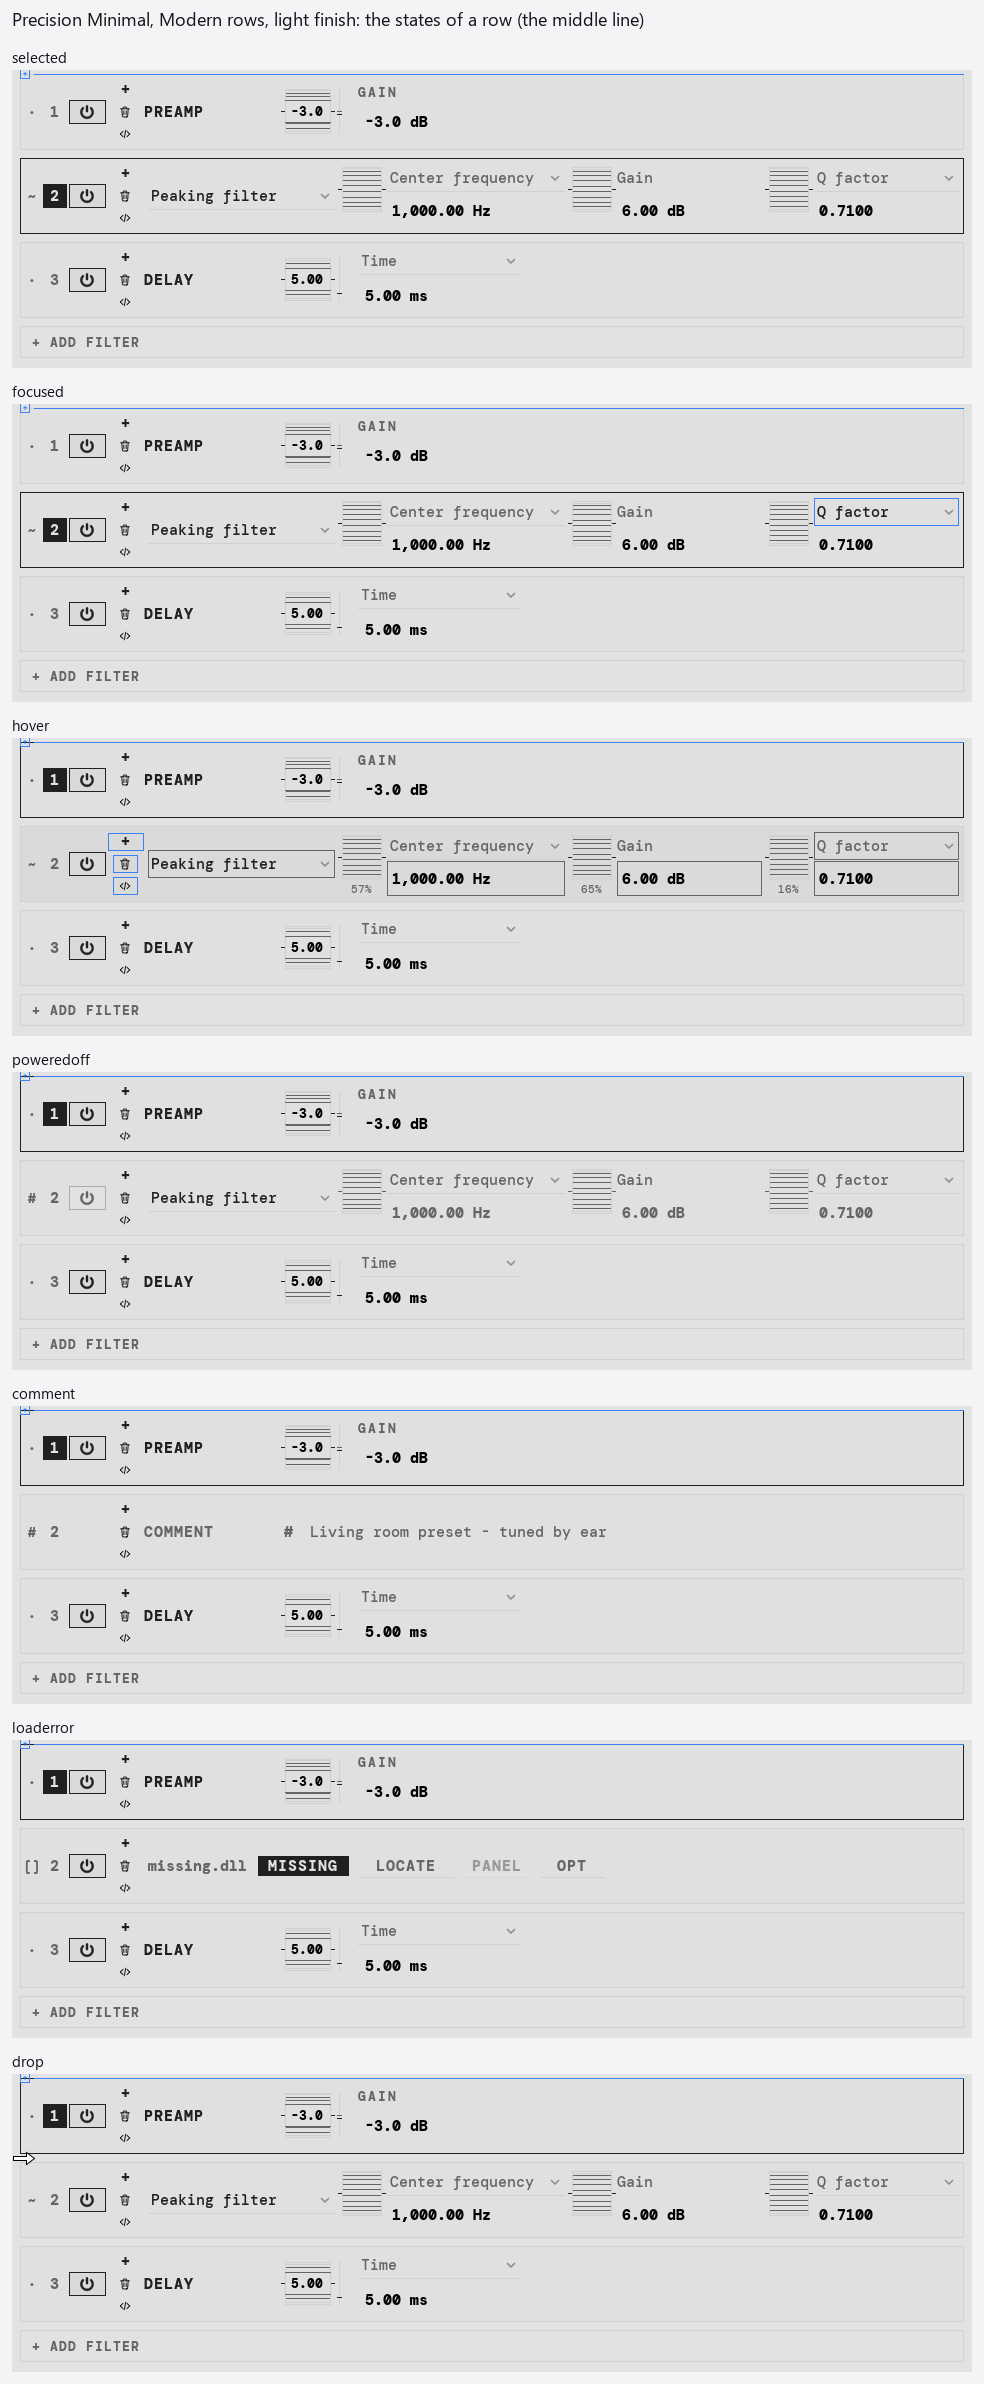 Precision Minimal, Modern rows, light finish: the states of a row (the middle line)
selected
+
GAIN
· 1 PREAMP -3.0
-3.0 dB
</>
+
Center frequency Gain Q factor
~ 2 Peaking filter
1,000.00 Hz 6.00 dB 0.7100
</>
+
Time
· 3 DELAY 5.00
5.00 ms
</>
+ ADD FILTER
focused
+
GAIN
· 1 PREAMP -3.0
-3.0 dB
</>
+
Center frequency Gain Q factor
~ 2 Peaking filter
1,000.00 Hz 6.00 dB 0.7100
</>
+
Time
· 3 DELAY 5.00
5.00 ms
</>
+ ADD FILTER
hover
+
GAIN
· 1 PREAMP -3.0
-3.0 dB
</>
+
Center frequency Gain Q factor
~ 2 Peaking filter
1,000.00 Hz 6.00 dB 0.7100
</> 57% 65% 16%
+
Time
· 3 DELAY 5.00
5.00 ms
</>
+ ADD FILTER
poweredoff
+
GAIN
· 1 PREAMP -3.0
-3.0 dB
</>
+
Center frequency Gain Q factor
# 2 Peaking filter
1,000.00 Hz 6.00 dB 0.7100
</>
+
Time
· 3 DELAY 5.00
5.00 ms
</>
+ ADD FILTER
comment
+
GAIN
· 1 PREAMP -3.0
-3.0 dB
</>
+
# 2 COMMENT # Living room preset - tuned by ear
</>
+
Time
· 3 DELAY 5.00
5.00 ms
</>
+ ADD FILTER
loaderror
+
GAIN
· 1 PREAMP -3.0
-3.0 dB
</>
+
[] 2 missing.dll MISSING LOCATE PANEL OPT
</>
+
Time
· 3 DELAY 5.00
5.00 ms
</>
+ ADD FILTER
drop
+
GAIN
· 1 PREAMP -3.0
-3.0 dB
</>
+
Center frequency Gain Q factor
~ 2 Peaking filter
1,000.00 Hz 6.00 dB 0.7100
</>
+
Time
· 3 DELAY 5.00
5.00 ms
</>
+ ADD FILTER